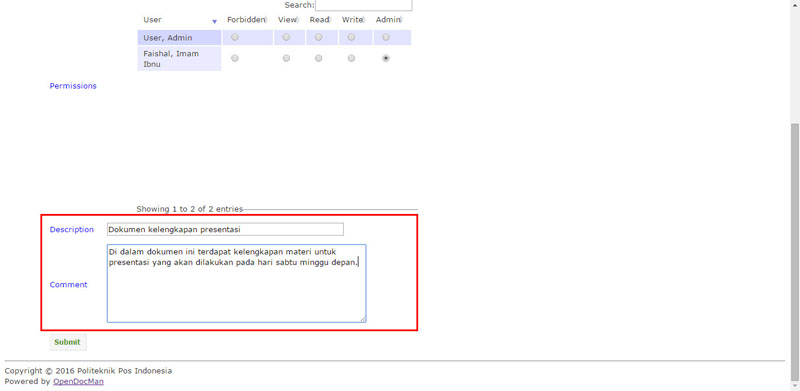 Search:
User Forbidden View Read Write Admin
User, Admin
Faishal, Imam
Ibnu
Permissions
Showing 1 to 2 of 2 entries
Description Dokumen kelengkapan presentasi
Di dalam dokumen ini terdapat kelengkapan materi untuk
presentasi yang akan dilakukan pada hari sabtu minggu depan.
Comment
Submit
Copyright © 2016 Politeknik Pos Indonesia
Powered by OpenDocMan